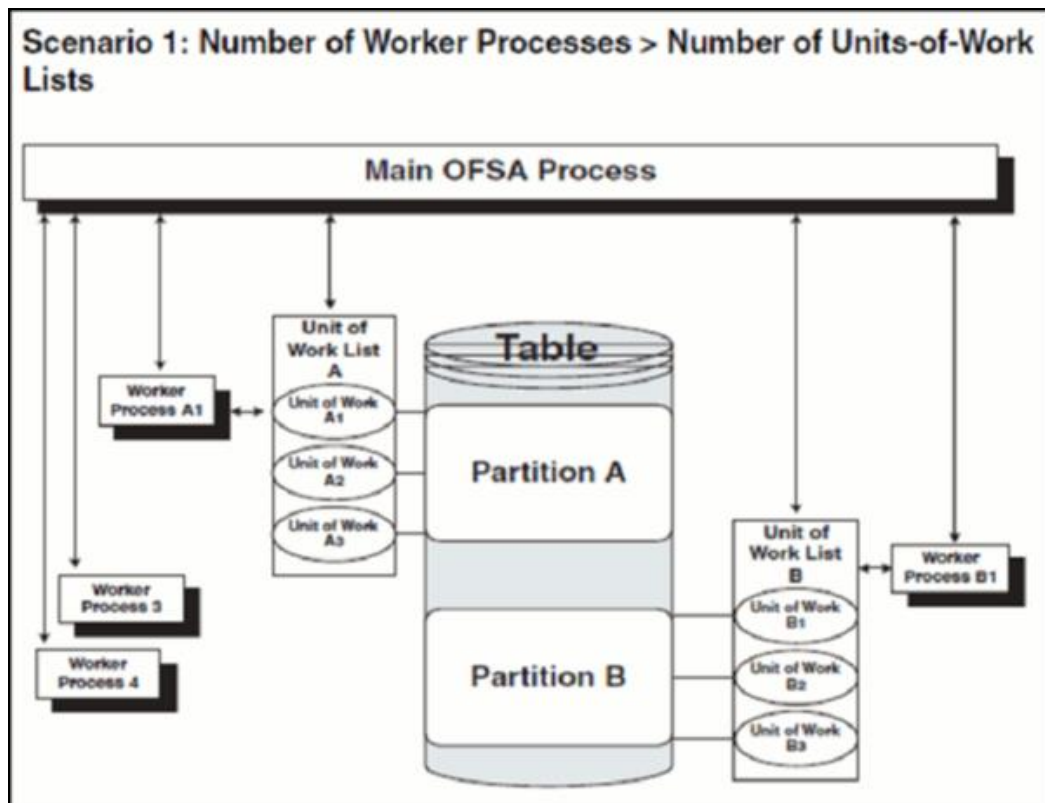 Scenario 1: Number of Worker Processes > Number of Units-of-Work
Lists
Main OFSA Process
Unit of
Work List
A
Table
Worker
Process A1
Unit of Work
A1
Unit of Work
A2
Partition A
Unit of Work
A3
Unit of
Work List
B
Worker
Process B1
Worker
Process 3
Unit of Work
B1
Worker
Process 4
Partition B
Unit of Work
B2
Unit of Work
B3